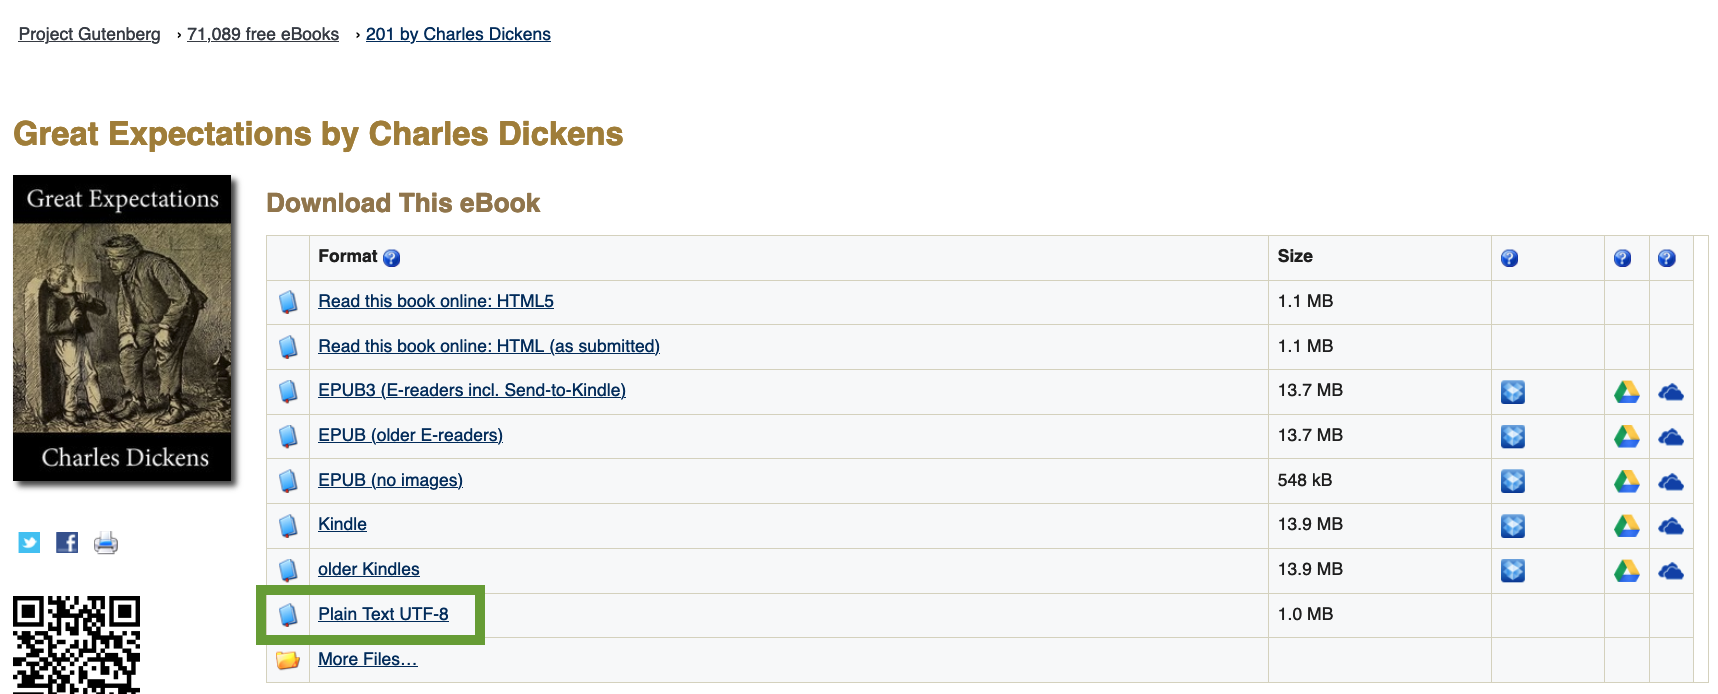 Project Gutenberg › 71,089 free eBooks › 201 by Charles Dickens
Great Expectations by Charles Dickens
Great Expectations
Charles Dickens
Download This eBook
Format ? Size ? ? ?
Read this book online: HTML5 1.1 MB
Read this book online: HTML (as submitted) 1.1 MB
EPUB3 (E-readers incl. Send-to-Kindle) 13.7 MB
EPUB (older E-readers) 13.7 MB
EPUB (no images) 548 kB
Kindle 13.9 MB
older Kindles 13.9 MB
Plain Text UTF-8 1.0 MB
More Files…